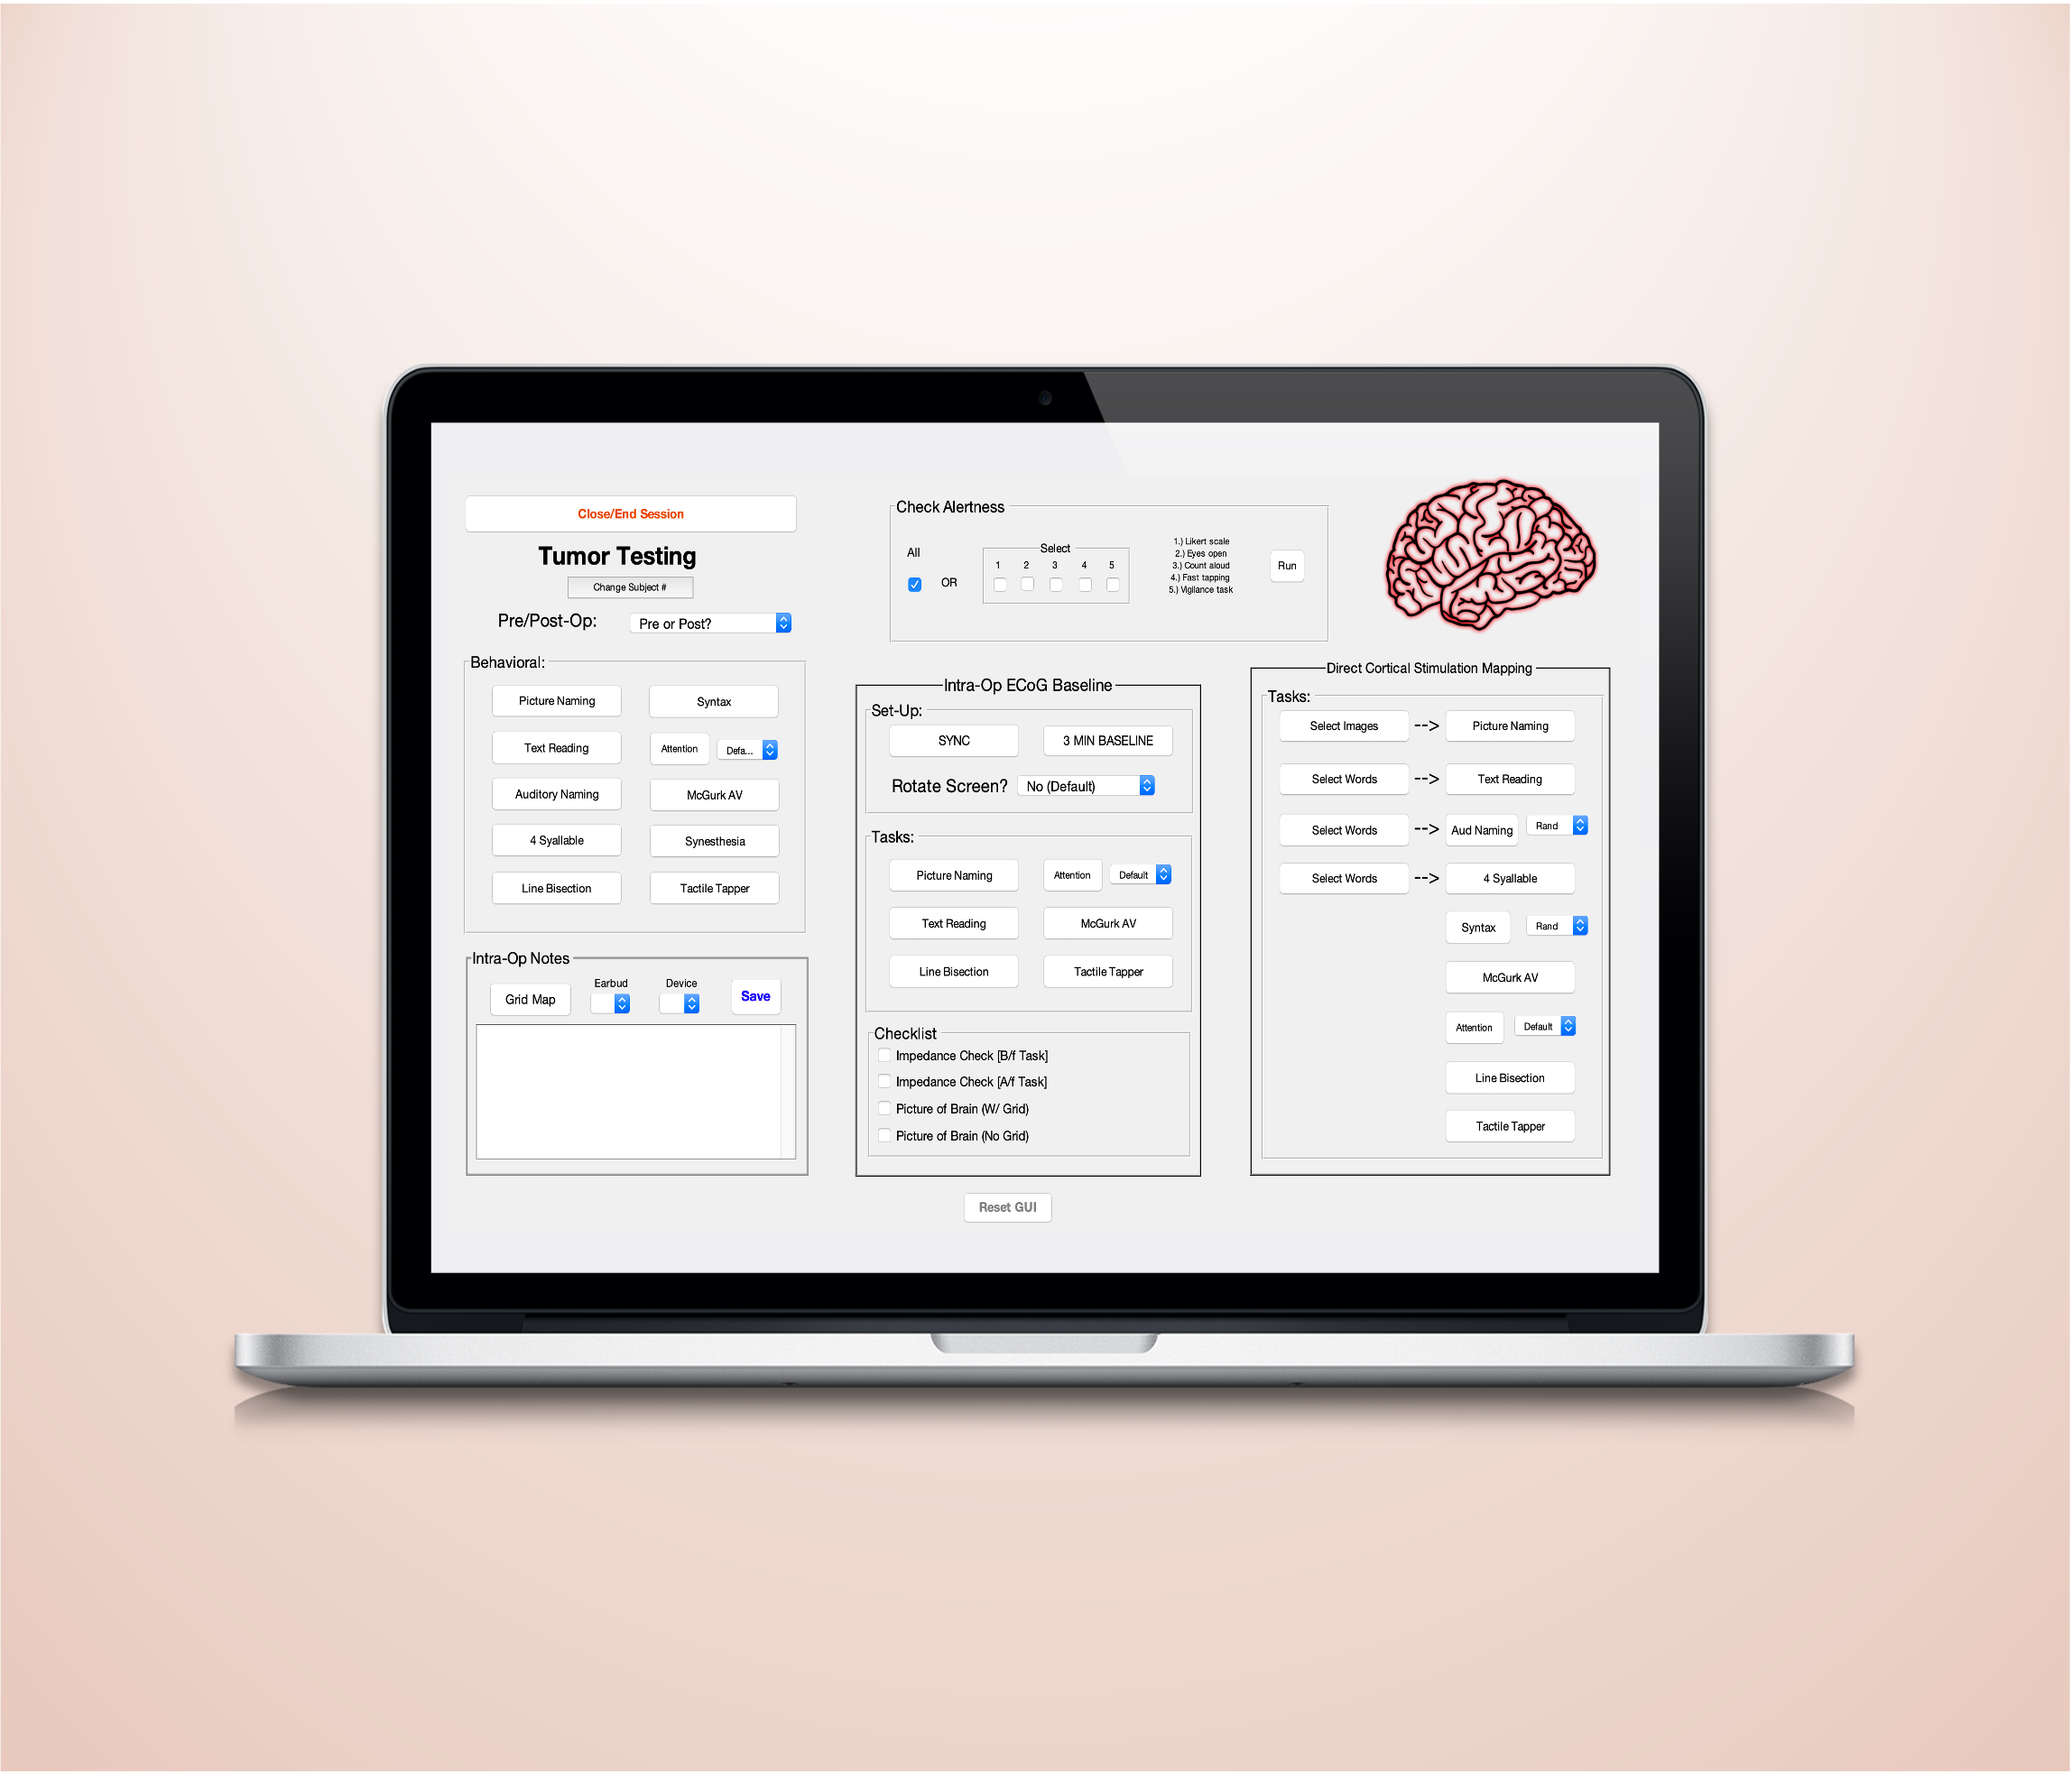 Close/End Session
Tumor Testing
Change Subject #
Pre/Post-Op: Pre or Post?
Behavioral:
Picture Naming Syntax
Text Reading Attention Defa...
Auditory Naming McGurk AV
4 Syallable Synesthesia
Line Bisection Tactile Tapper
Intra-Op Notes
Earbud Device
Grid Map Save
Check Alertness
All OR
Select
1 2 3 4 5
1.) Likert scale
2.) Eyes open
3.) Count aloud
4.) Fast tapping
5.) Vigilance task
Run
Intra-Op ECoG Baseline
Set-Up:
SYNC 3 MIN BASELINE
Rotate Screen? No (Default)
Tasks:
Picture Naming Attention Default
Text Reading McGurk AV
Line Bisection Tactile Tapper
Checklist
Impedance Check [B/f Task]
Impedance Check [A/f Task]
Picture of Brain (W/ Grid)
Picture of Brain (No Grid)
Reset GUI
Direct Cortical Stimulation Mapping
Tasks:
Select Images --> Picture Naming
Select Words --> Text Reading
Select Words --> Aud Naming Rand
Select Words --> 4 Syallable
Syntax Rand
McGurk AV
Attention Default
Line Bisection
Tactile Tapper